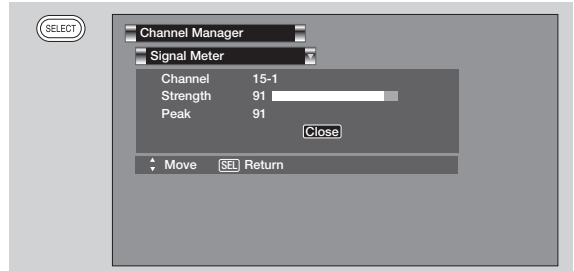 SELECT
Channel Manager
Signal Meter
Channel 15-1
Strength 91
Peak 91
Close
Move SEL Return